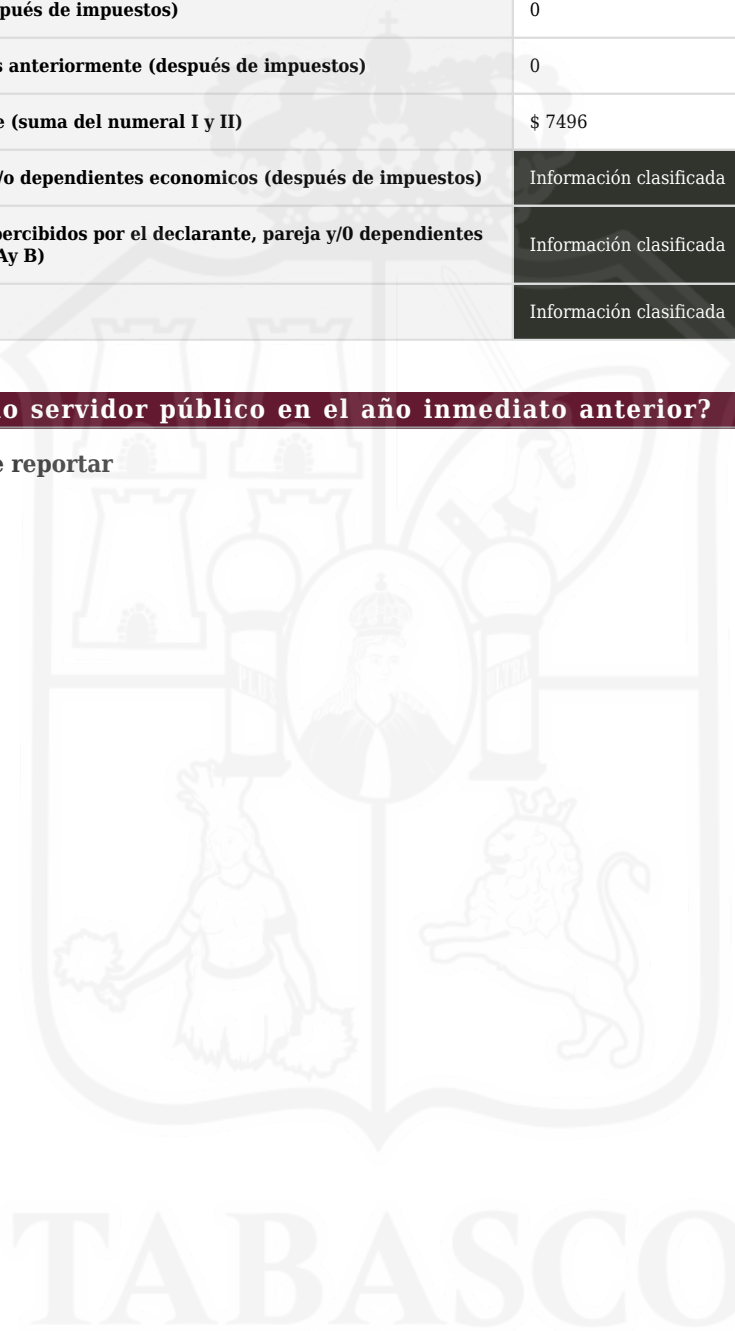 pués de impuestos) 0
s anteriormente (después de impuestos) 0
e (suma del numeral I y II) $ 7496
/o dependientes economicos (después de impuestos) Información clasificada
percibidos por el declarante, pareja y/0 dependientes
Ay B) Información clasificada
Información clasificada
o servidor público en el año inmediato anterior?
e reportar
PLUS ULTRA
TABASCO